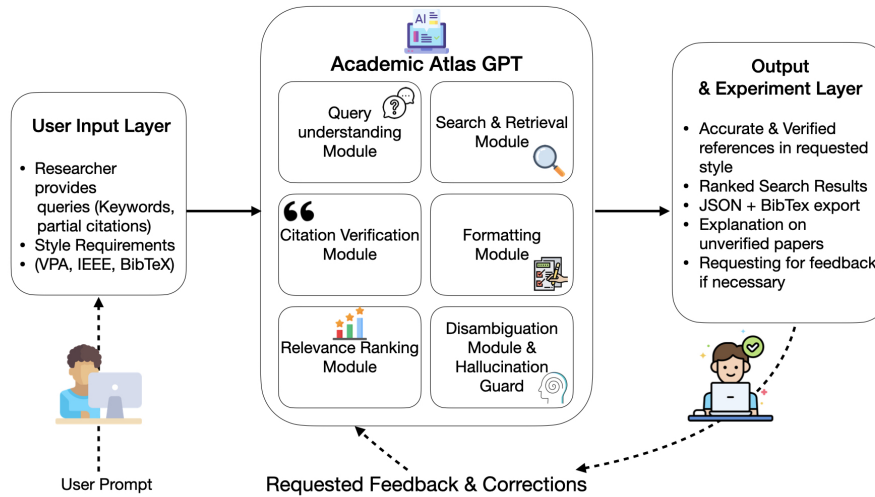 User Input Layer
• Researcher
provides
queries (Keywords,
partial citations)
• Style Requirements
• (VPA, IEEE, BibTeX)
User Prompt
AI
Academic Atlas GPT
Query
understanding
Module
Search & Retrieval
Module
Citation Verification
Module
Formatting
Module
Relevance Ranking
Module
Disambiguation
Module &
Hallucination
Guard
Output
& Experiment Layer
• Accurate & Verified
references in requested
style
• Ranked Search Results
• JSON + BibTex export
• Explanation on
unverified papers
• Requesting for feedback
if necessary
Requested Feedback & Corrections